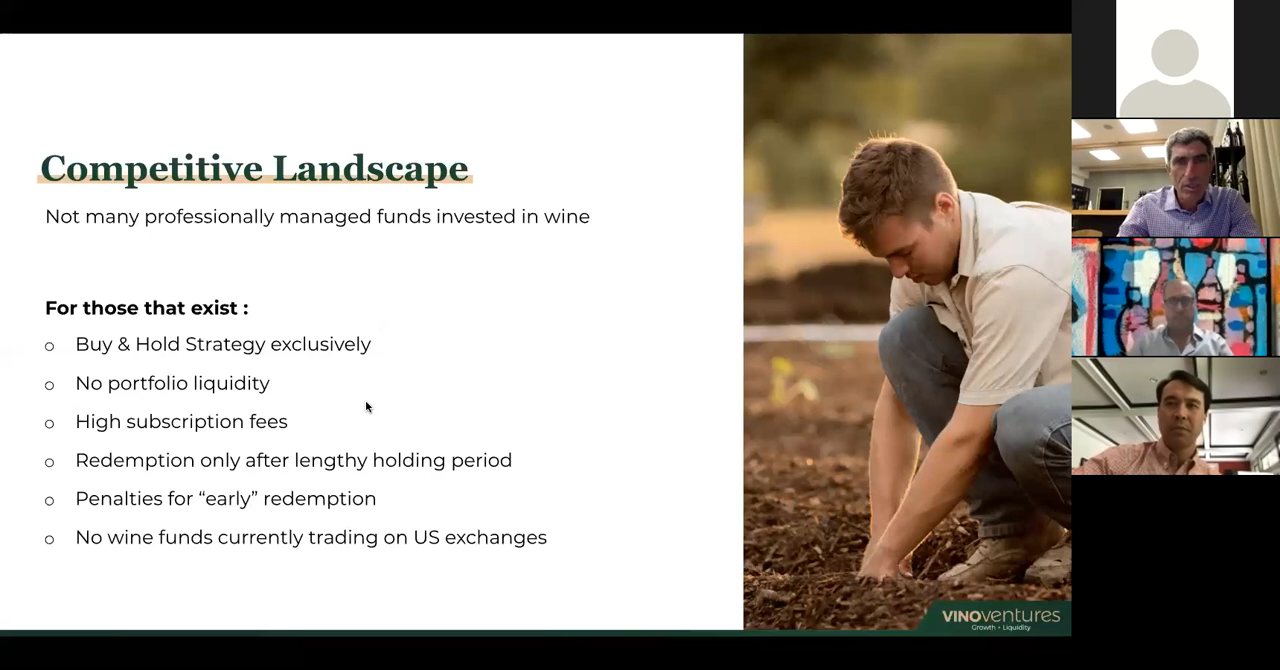 Competitive Landscape
Not many professionally managed funds invested in wine
For those that exist :
o Buy & Hold Strategy exclusively
o No portfolio liquidity
o High subscription fees
o Redemption only after lengthy holding period
o Penalties for “early” redemption
o No wine funds currently trading on US exchanges
VINOventures
Growth + Liquidity